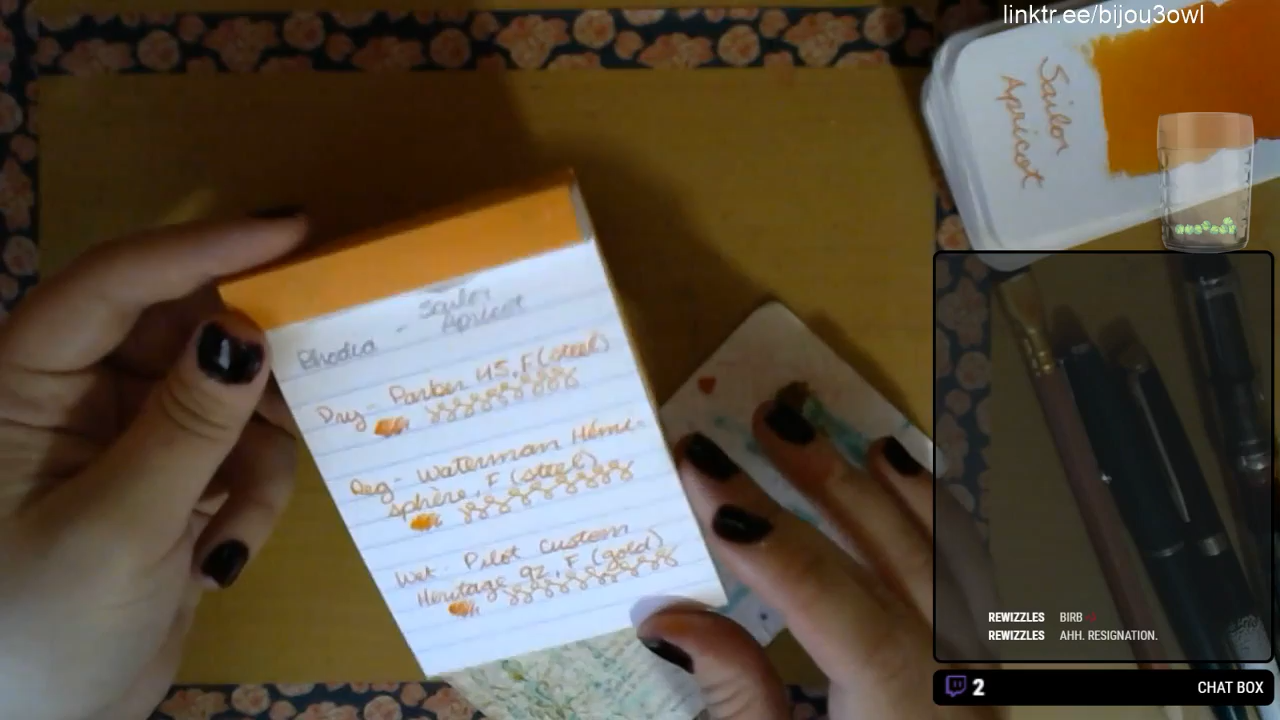 linktr.ee/bijou3owl
Sailor
Apricot
Sailor
Apricot
Rhodia
Dry - Parker 45, F (steel)
Reg - Waterman Hémi-
sphère, F (steel)
Wet - Pilot Custom
Heritage 92, F (gold)
REWIZZLES BIRB
REWIZZLES AHH. RESIGNATION.
2 CHAT BOX